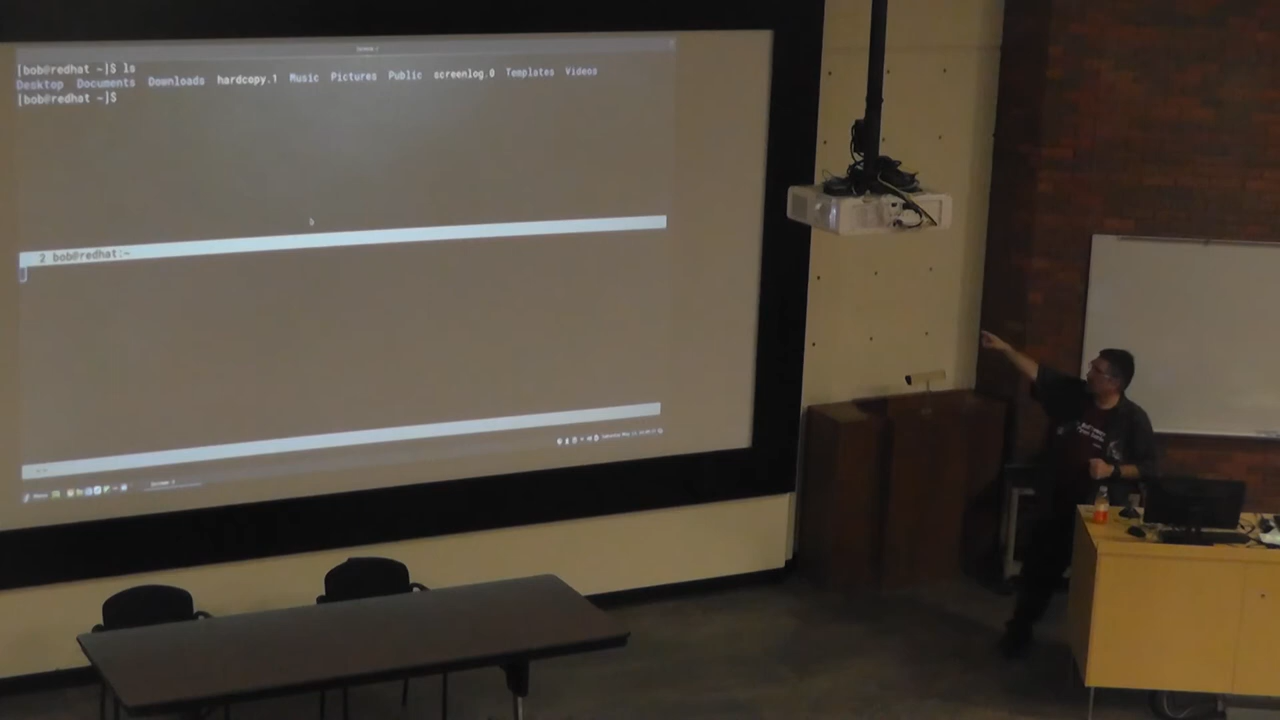 [bob@redhat ~]$ ls
Desktop Documents Downloads hardcopy.1 Music Pictures Public screenlog.0 Templates Videos
[bob@redhat ~]$
2 bob@redhat:~
--